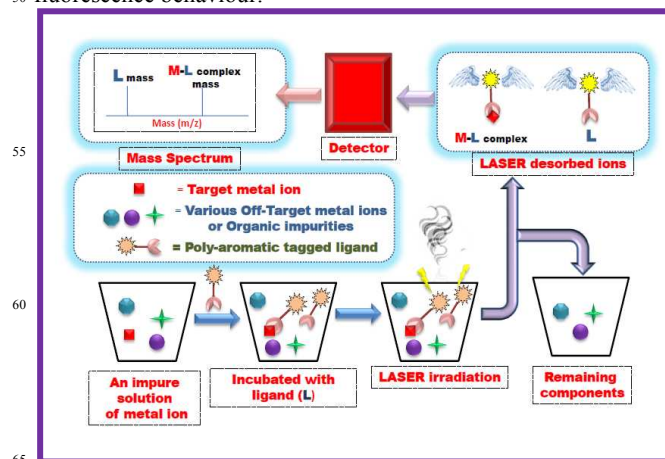 50 fluorescence behaviour.
L mass
M-L complex
mass
Mass (m/z)
Mass Spectrum
Detector
M-L complex
L
LASER desorbed ions
55
= Target metal ion
= Various Off-Target metal ions
or Organic impurities
= Poly-aromatic tagged ligand
60
An impure
solution
of metal ion
Incubated with
ligand (L)
LASER irradiation
Remaining
components
65